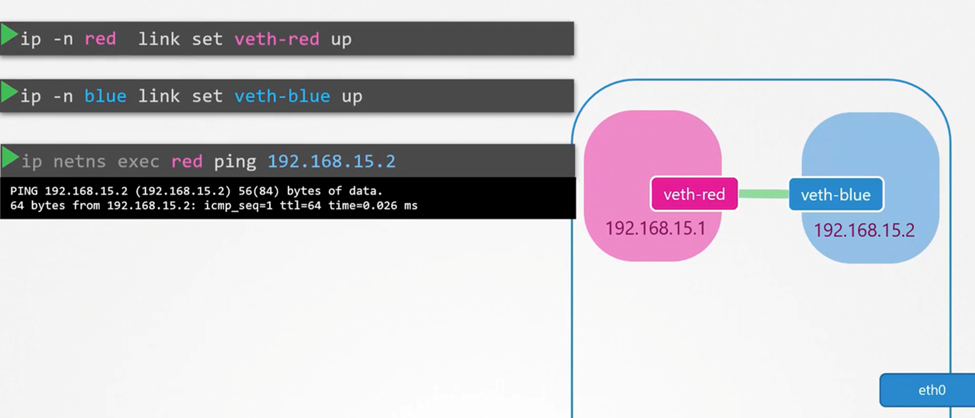 ip -n red link set veth-red up
ip -n blue link set veth-blue up
ip netns exec red ping 192.168.15.2
PING 192.168.15.2 (192.168.15.2) 56(84) bytes of data.
64 bytes from 192.168.15.2: icmp_seq=1 ttl=64 time=0.026 ms
veth-red
veth-blue
192.168.15.1
192.168.15.2
eth0